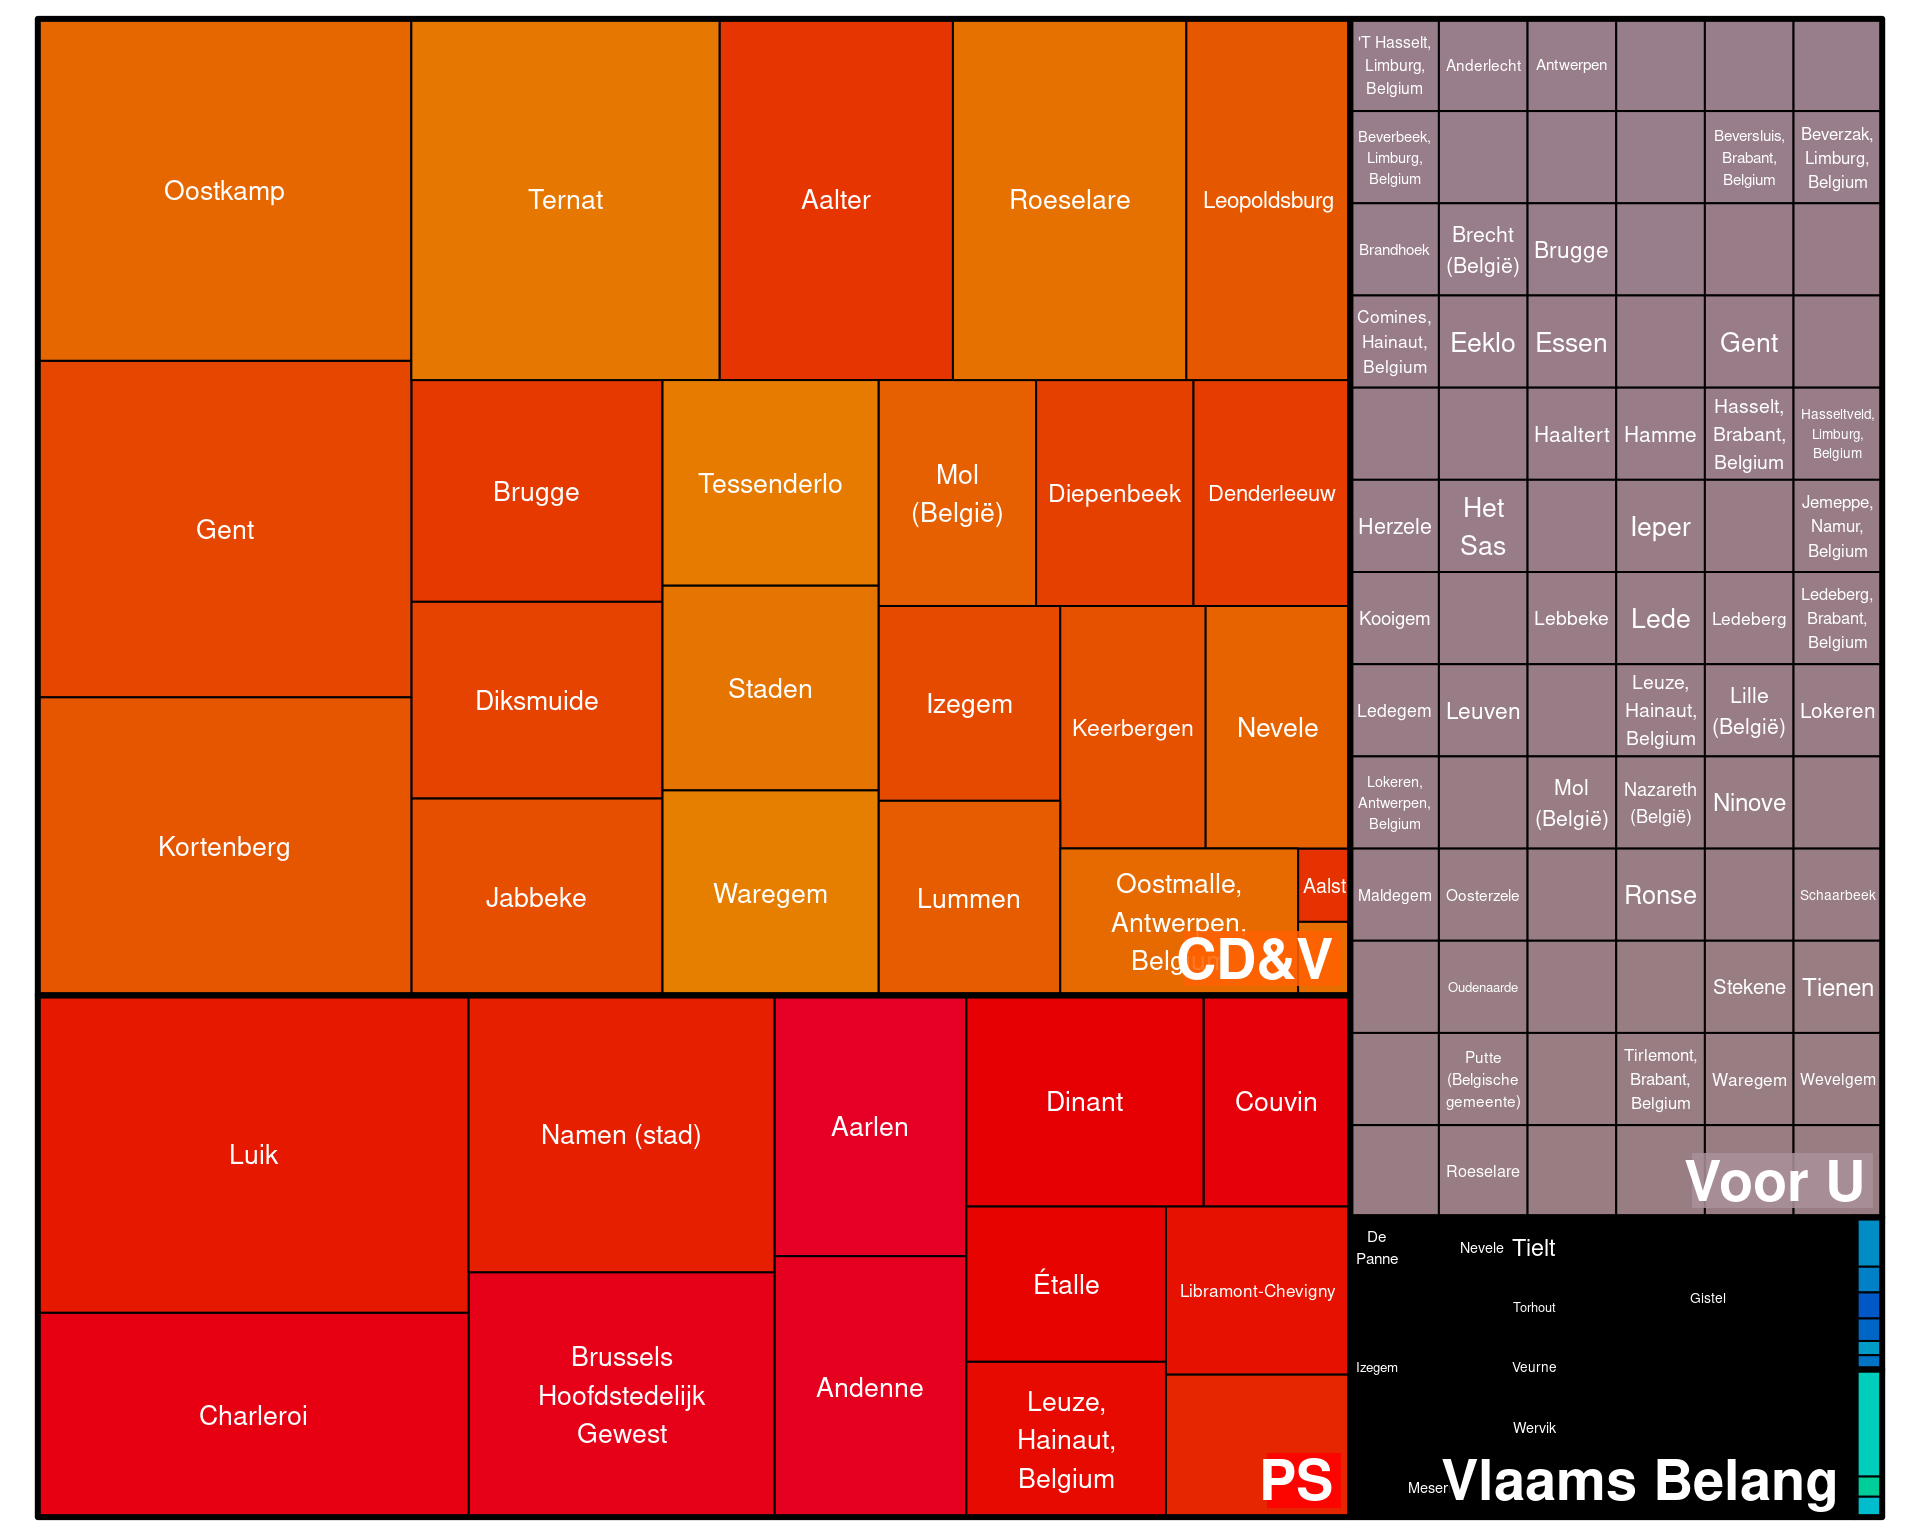 Oostkamp
Ternat
Aalter
Roeselare
Leopoldsburg
Gent
Kortenberg
Brugge
Diksmuide
Jabbeke
Tessenderlo
Staden
Waregem
Mol
(België)
Diepenbeek
Denderleeuw
Izegem
Lummen
Keerbergen
Nevele
Oostmalle,
Antwerpen,
Belgium
Aalst
CD&V
Luik
Charleroi
Namen (stad)
Brussels
Hoofdstedelijk
Gewest
Aarlen
Andenne
Dinant
Couvin
Étalle
Libramont-Chevigny
Leuze,
Hainaut,
Belgium
PS
'T Hasselt,
Limburg,
Belgium
Anderlecht
Antwerpen
Beverbeek,
Limburg,
Belgium
Beversluis,
Brabant,
Belgium
Beverzak,
Limburg,
Belgium
Brandhoek
Brecht
(België)
Brugge
Comines,
Hainaut,
Belgium
Eeklo
Essen
Gent
Haaltert
Hamme
Hasselt,
Brabant,
Belgium
Hasseltveld,
Limburg,
Belgium
Herzele
Het
Sas
Ieper
Jemeppe,
Namur,
Belgium
Kooigem
Lebbeke
Lede
Ledeberg
Ledeberg,
Brabant,
Belgium
Ledegem
Leuven
Leuze,
Hainaut,
Belgium
Lille
(België)
Lokeren
Lokeren,
Antwerpen,
Belgium
Mol
(België)
Nazareth
(België)
Ninove
Maldegem
Oosterzele
Ronse
Schaarbeek
Oudenaarde
Stekene
Tienen
Putte
(Belgische
gemeente)
Tirlemont,
Brabant,
Belgium
Waregem
Wevelgem
Roeselare
Voor U
De
Panne
Nevele
Tielt
Torhout
Gistel
Izegem
Veurne
Wervik
Meser
Vlaams Belang